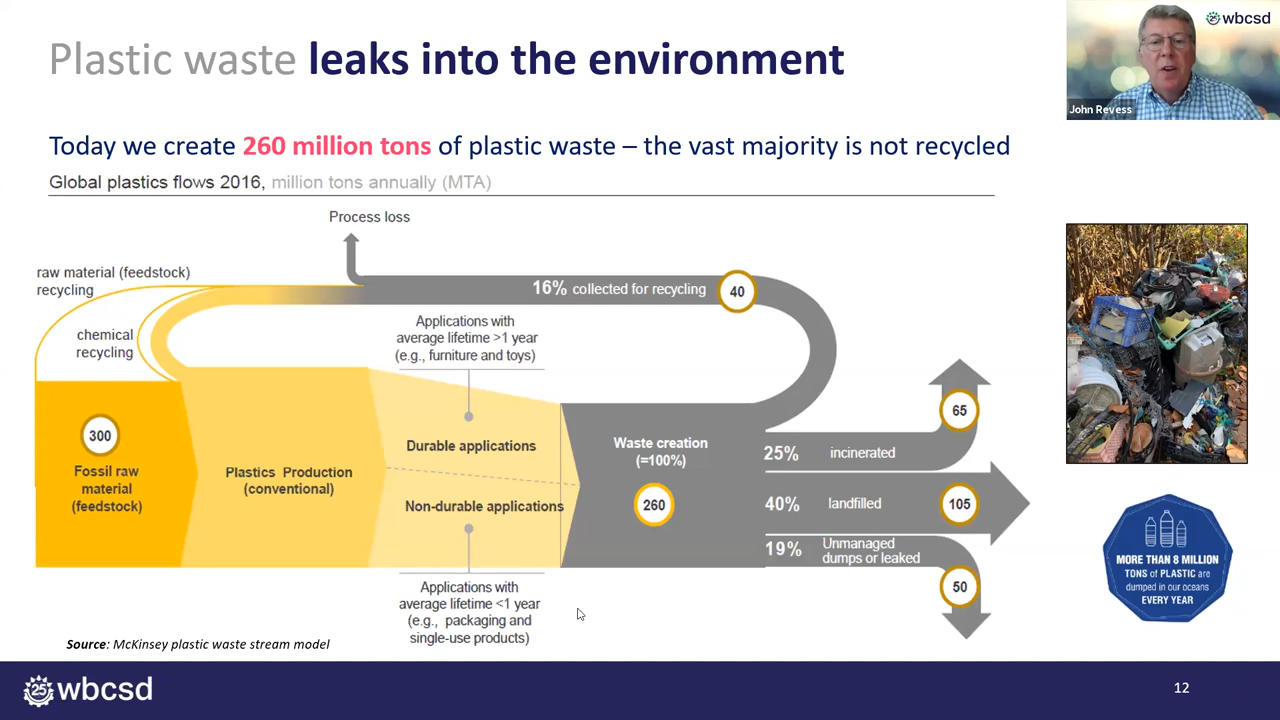 Plastic waste leaks into the environment
wbcsd
John Revess
Today we create 260 million tons of plastic waste – the vast majority is not recycled
Global plastics flows 2016, million tons annually (MTA)
Process loss
raw material (feedstock)
recycling
16% collected for recycling
40
chemical
recycling
Applications with
average lifetime >1 year
(e.g., furniture and toys)
300
Fossil raw
material
(feedstock)
Plastics Production
(conventional)
Durable applications
Non-durable applications
Waste creation
(=100%)
260
65
25% incinerated
40% landfilled
105
19% Unmanaged
dumps or leaked
50
Applications with
average lifetime <1 year
(e.g., packaging and
single-use products)
MORE THAN 8 MILLION
TONS of PLASTIC are
dumped in our oceans
EVERY YEAR
Source: McKinsey plastic waste stream model
25
wbcsd
12